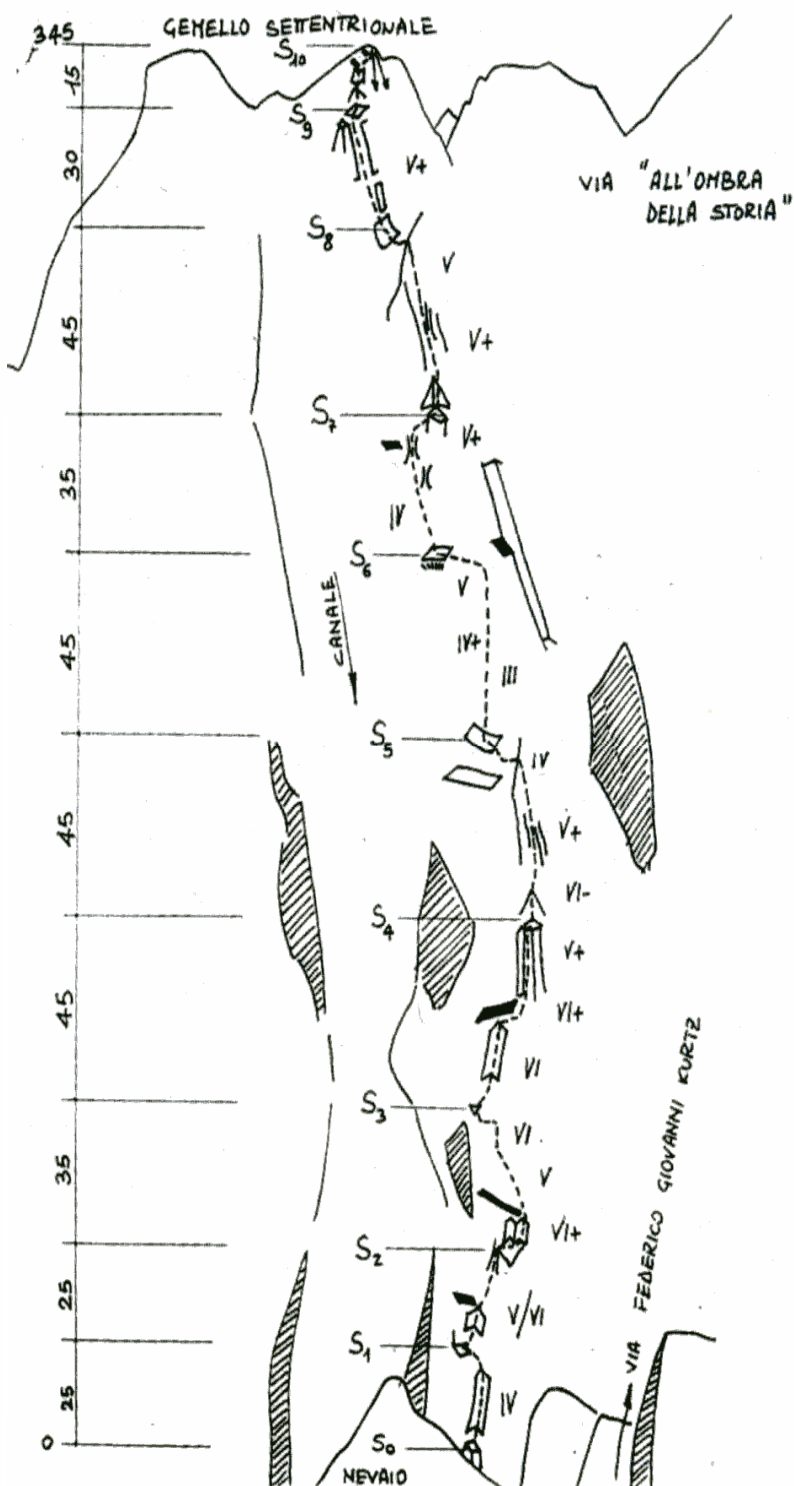 GEMELLO SETTENTRIONALE
345
S10
15
S9
30
V+
VIA "ALL'OMBRA
DELLA STORIA"
S8
V
45
V+
S7
V+
35
IV
S6
V
CANALE
45
IV+
III
S5
IV
45
V+
VI-
S4
V+
45
VI+
VI
S3
VI
35
V
VI+
S2
25
V/VI
S1
VIA FEDERICO GIOVANNI KURTZ
25
IV
0
S0
NEVAIO